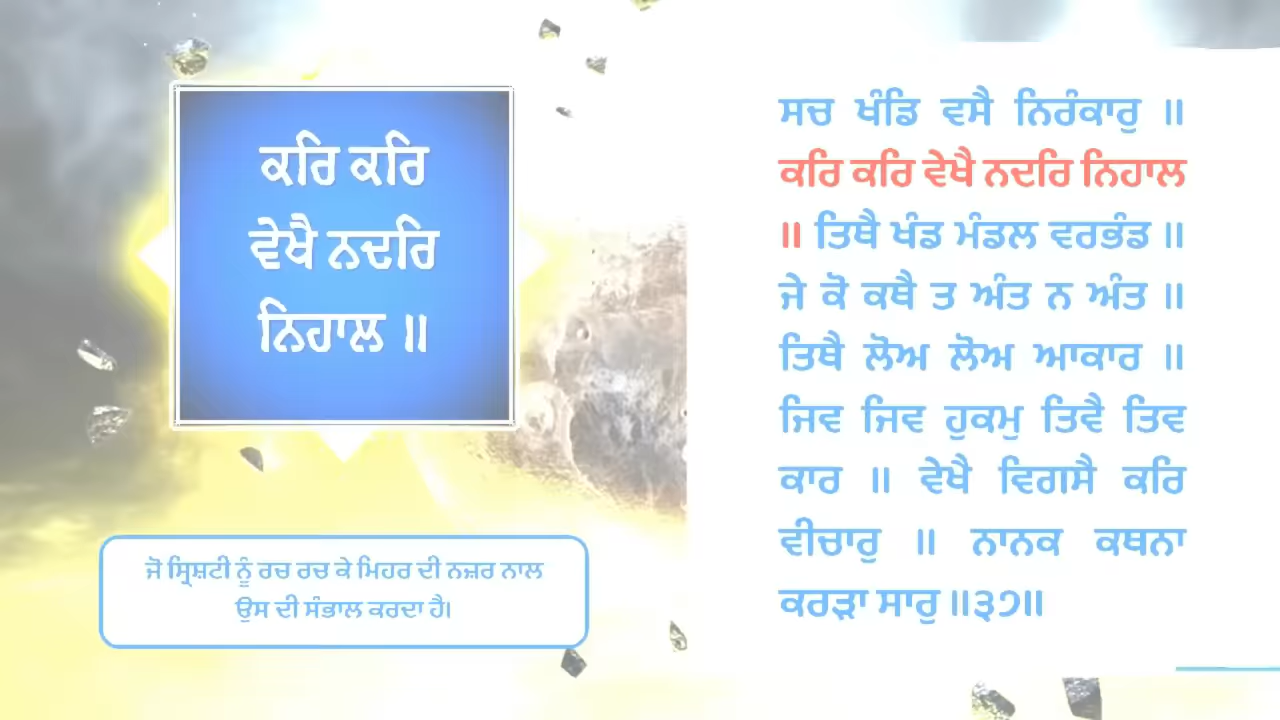 ਕਰਿ ਕਰਿ
ਵੇਖੈ ਨਦਰਿ
ਨਿਹਾਲ ॥
ਜੋ ਸ੍ਰਿਸ਼ਟੀ ਨੂੰ ਰਚ ਰਚ ਕੇ ਮਿਹਰ ਦੀ ਨਜ਼ਰ ਨਾਲ
ਉਸ ਦੀ ਸੰਭਾਲ ਕਰਦਾ ਹੈ।
ਸਚ ਖੰਡਿ ਵਸੈ ਨਿਰੰਕਾਰੁ ॥
ਕਰਿ ਕਰਿ ਵੇਖੈ ਨਦਰਿ ਨਿਹਾਲ
॥ ਤਿਥੈ ਖੰਡ ਮੰਡਲ ਵਰਭੰਡ ॥
ਜੇ ਕੋ ਕਥੈ ਤ ਅੰਤ ਨ ਅੰਤ ॥
ਤਿਥੈ ਲੋਅ ਲੋਅ ਆਕਾਰ ॥
ਜਿਵ ਜਿਵ ਹੁਕਮੁ ਤਿਵੈ ਤਿਵ
ਕਾਰ ॥ ਵੇਖੈ ਵਿਗਸੈ ਕਰਿ
ਵੀਚਾਰੁ ॥ ਨਾਨਕ ਕਥਨਾ
ਕਰੜਾ ਸਾਰੁ ॥੩੭॥